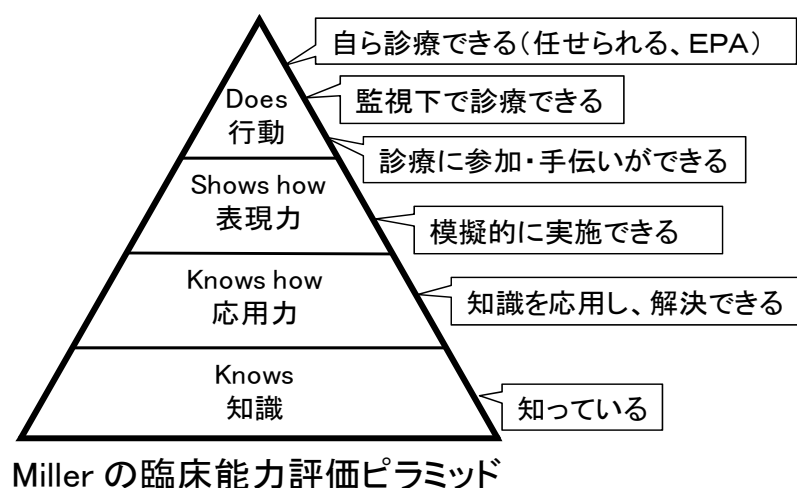 自ら診療できる(任せられる、EPA)
Does
行動
監視下で診療できる
診療に参加・手伝いができる
Shows how
表現力
模擬的に実施できる
Knows how
応用力
知識を応用し、解決できる
Knows
知識
知っている
Miller の臨床能力評価ピラミッド